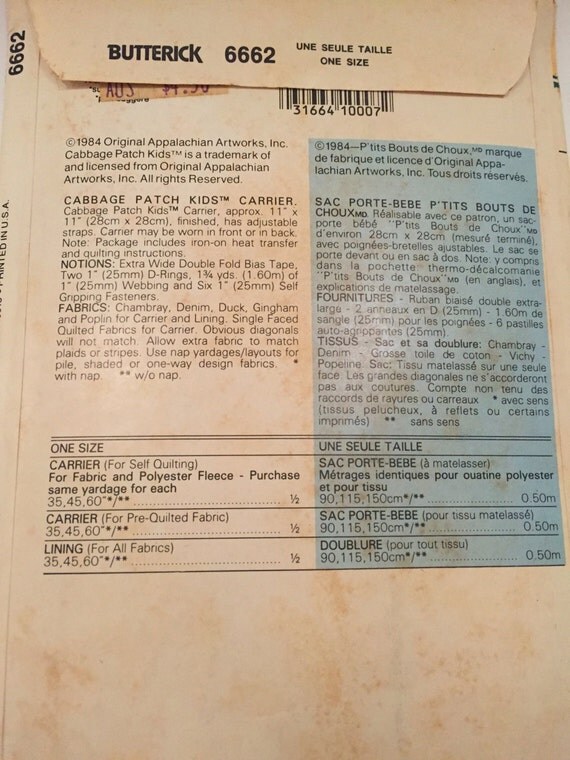 6662
BUTTERICK 6662
UNE SEULE TAILLE
ONE SIZE
AUS $4.50
31664 10007
PRINTED IN U.S.A.
©1984 Original Appalachian Artworks, Inc.
Cabbage Patch Kids™ is a trademark of
and licensed from Original Appalachian
Artworks, Inc. All rights Reserved.
CABBAGE PATCH KIDS™ CARRIER.
Cabbage Patch Kids™ Carrier, approx. 11" x
11" (28cm x 28cm), finished, has adjustable
straps. Carrier may be worn in front or in back.
Note: Package includes iron-on heat transfer
and quilting instructions.
NOTIONS: Extra Wide Double Fold Bias Tape,
Two 1" (25mm) D-Rings, 1¾ yds. (1.60m) of
1" (25mm) Webbing and Six 1" (25mm) Self
Gripping Fasteners.
FABRICS: Chambray, Denim, Duck, Gingham
and Poplin for Carrier and Lining. Single Faced
Quilted Fabrics for Carrier. Obvious diagonals
will not match. Allow extra fabric to match
plaids or stripes. Use nap yardages/layouts for
pile, shaded or one-way design fabrics. *
with nap. ** w/o nap.
©1984—P'tits Bouts de Choux,MD marque
de fabrique et licence d'Original Appa-
lachian Artworks, Inc. Tous droits réservés.
SAC PORTE-BEBE P'TITS BOUTS DE
CHOUXMD. Réalisable avec ce patron, un sac-
porte bébé "P'tits Bouts de Choux"MD
d'environ 28cm x 28cm (mesuré terminé),
avec poignées-bretelles ajustables. Le sac se
porte devant ou en sac à dos. Note: y compris
dans la pochette thermo-décalcomanie
"P'tits Bouts de Choux"MD (en anglais), et
explications de matelassage.
FOURNITURES - Ruban biaisé double extra-
large - 2 anneaux en D (25mm) - 1.60m de
sangle (25mm) pour les poignées - 6 pastilles
auto-agrippantes (25mm).
TISSUS - Sac et sa doublure: Chambray -
Denim - Grosse toile de coton - Vichy -
Popeline. Sac: Tissu matelassé sur une seule
face. Les grandes diagonales ne s'accorderont
pas aux coutures. Compte non tenu des
raccords de rayures ou carreaux * avec sens
(tissus pelucheux, à reflets ou certains
imprimés) ** sans sens
ONE SIZE
CARRIER (For Self Quilting)
For Fabric and Polyester Fleece - Purchase
same yardage for each
35,45,60"*/** ........ ½
CARRIER (For Pre-Quilted Fabric)
35,45,60"*/** ........ ½
LINING (For All Fabrics)
35,45,60"*/** ........ ½
UNE SEULE TAILLE
SAC PORTE-BEBE (à matelasser)
Métrages identiques pour ouatine polyester
et pour tissu
90,115,150cm*/** ........ 0.50m
SAC PORTE-BEBE (pour tissu matelassé)
90,115,150cm*/** ........ 0.50m
DOUBLURE (pour tout tissu)
90,115,150cm*/** ........ 0.50m